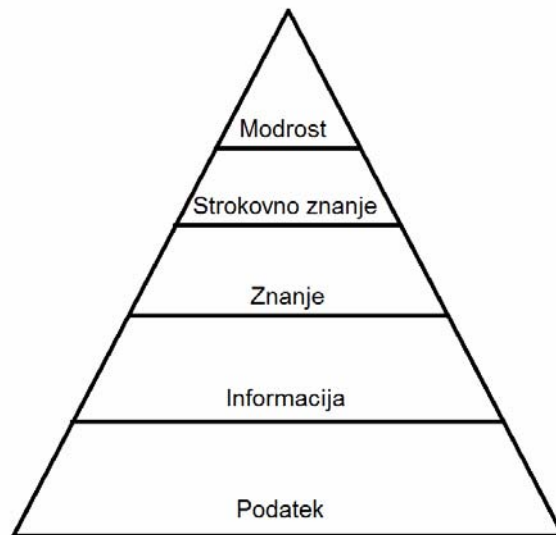 Modrost
Strokovno znanje
Znanje
Informacija
Podatek